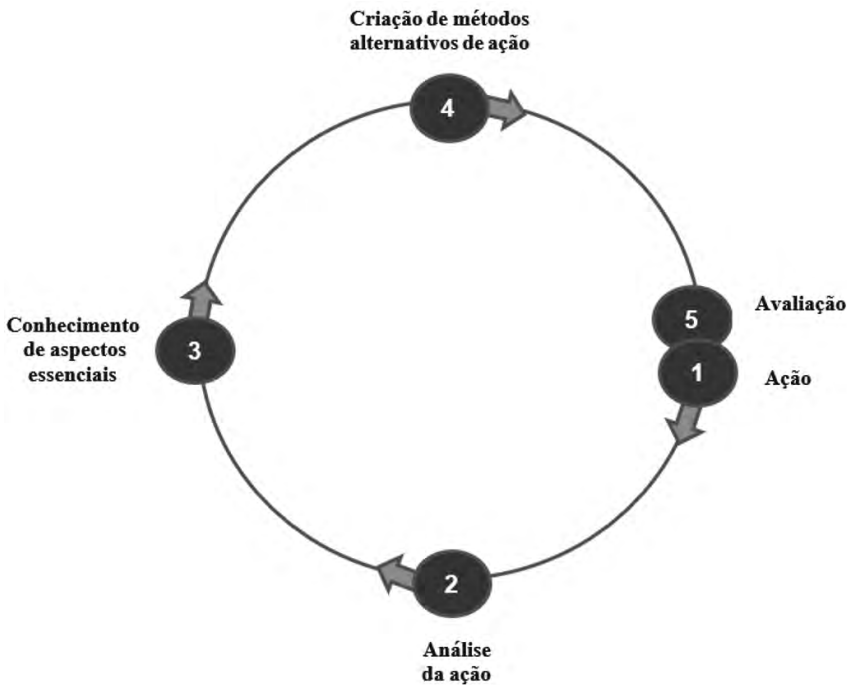 Criação de métodos
alternativos de ação
4
5
Avaliação
Conhecimento
de aspectos
essenciais
3
1
Ação
2
Análise
da ação